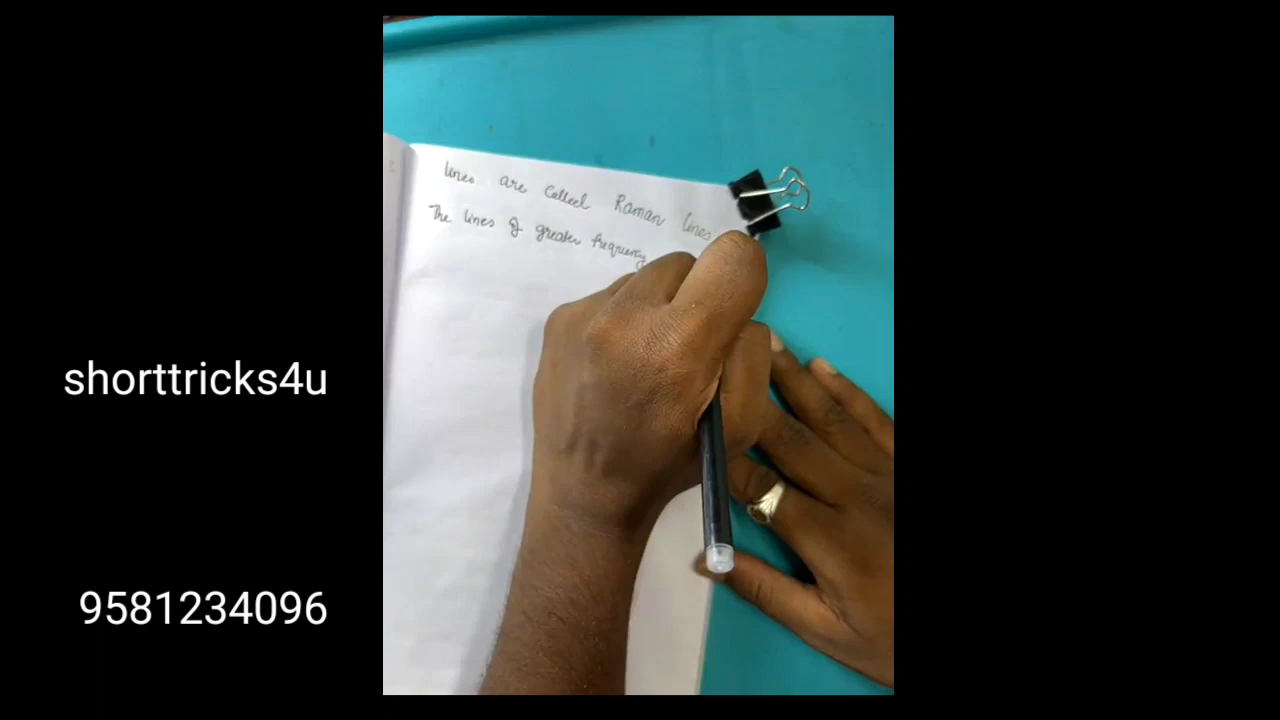 lines are called Raman lines
The lines of greater frequency
shorttricks4u
9581234096